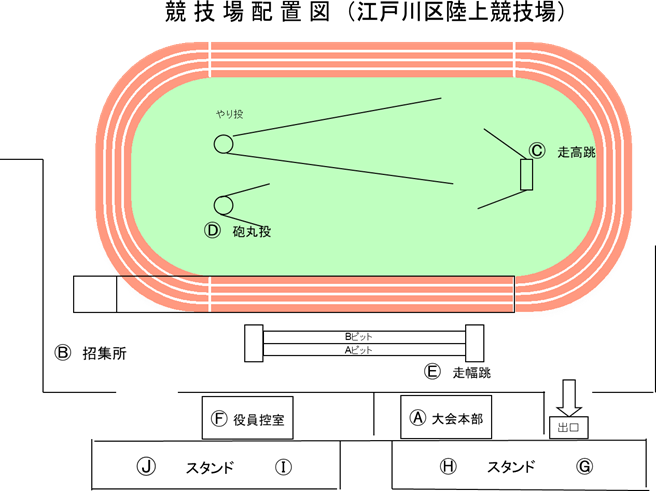 競技場配置図（江戸川区陸上競技場）
やり投
Ⓒ 走高跳
Ⓓ 砲丸投
Bピット
Aピット
Ⓑ 招集所
Ⓔ 走幅跳
Ⓕ 役員控室
Ⓐ 大会本部
出口
Ⓙ スタンド Ⓘ
Ⓗ スタンド Ⓖ